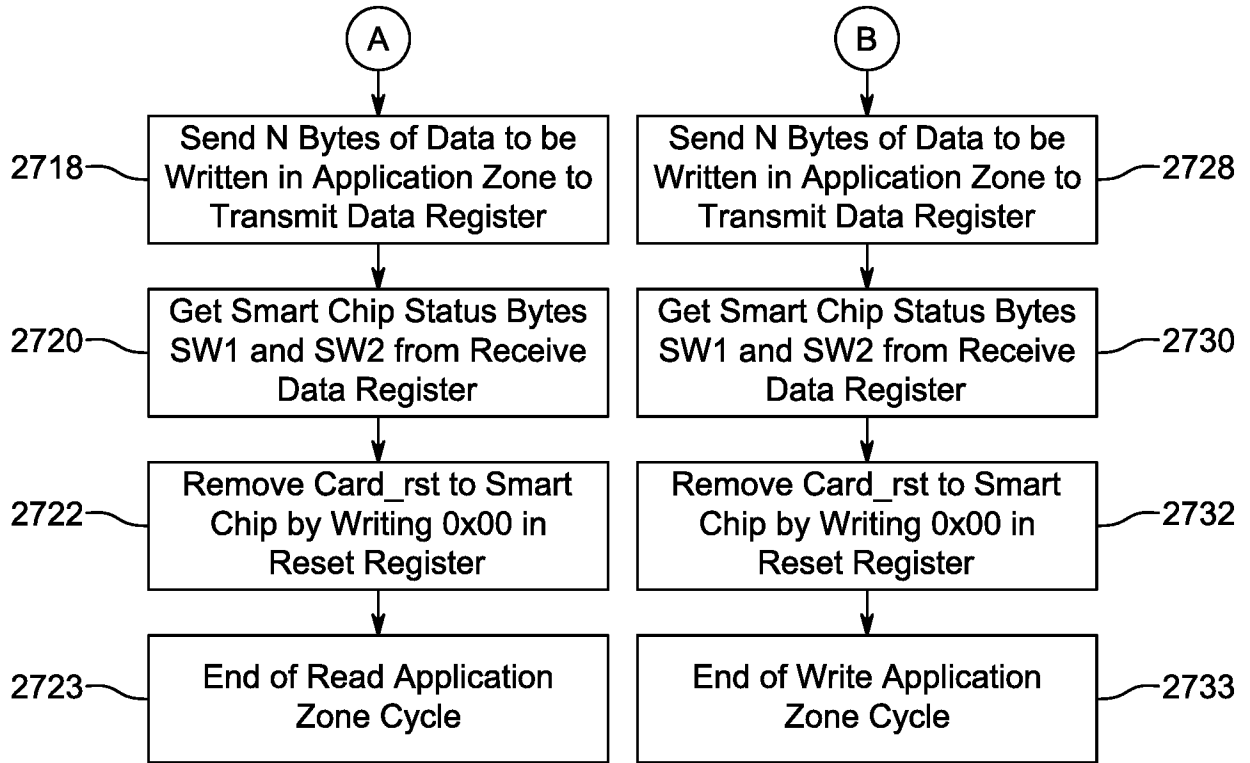 A
2718
Send N Bytes of Data to be
Written in Application Zone to
Transmit Data Register
2720
Get Smart Chip Status Bytes
SW1 and SW2 from Receive
Data Register
2722
Remove Card_rst to Smart
Chip by Writing 0x00 in
Reset Register
2723
End of Read Application
Zone Cycle
B
Send N Bytes of Data to be
Written in Application Zone to
Transmit Data Register
2728
Get Smart Chip Status Bytes
SW1 and SW2 from Receive
Data Register
2730
Remove Card_rst to Smart
Chip by Writing 0x00 in
Reset Register
2732
End of Write Application
Zone Cycle
2733